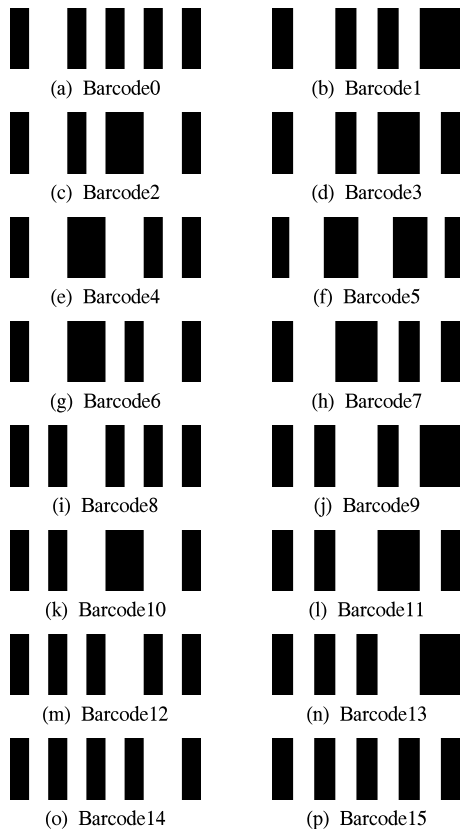 (a) Barcode0
(b) Barcode1
(c) Barcode2
(d) Barcode3
(e) Barcode4
(f) Barcode5
(g) Barcode6
(h) Barcode7
(i) Barcode8
(j) Barcode9
(k) Barcode10
(l) Barcode11
(m) Barcode12
(n) Barcode13
(o) Barcode14
(p) Barcode15